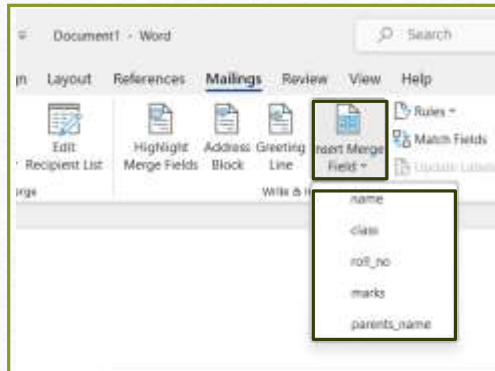 Document1 - Word
Search
Layout References Mailings Review View Help
Edit
Recipient List
Highlight
Merge Fields
Address
Block
Greeting
Line
Insert Merge
Field
Rules
Match Fields
Update Labels
Write &
name
class
roll_no
marks
parents_name